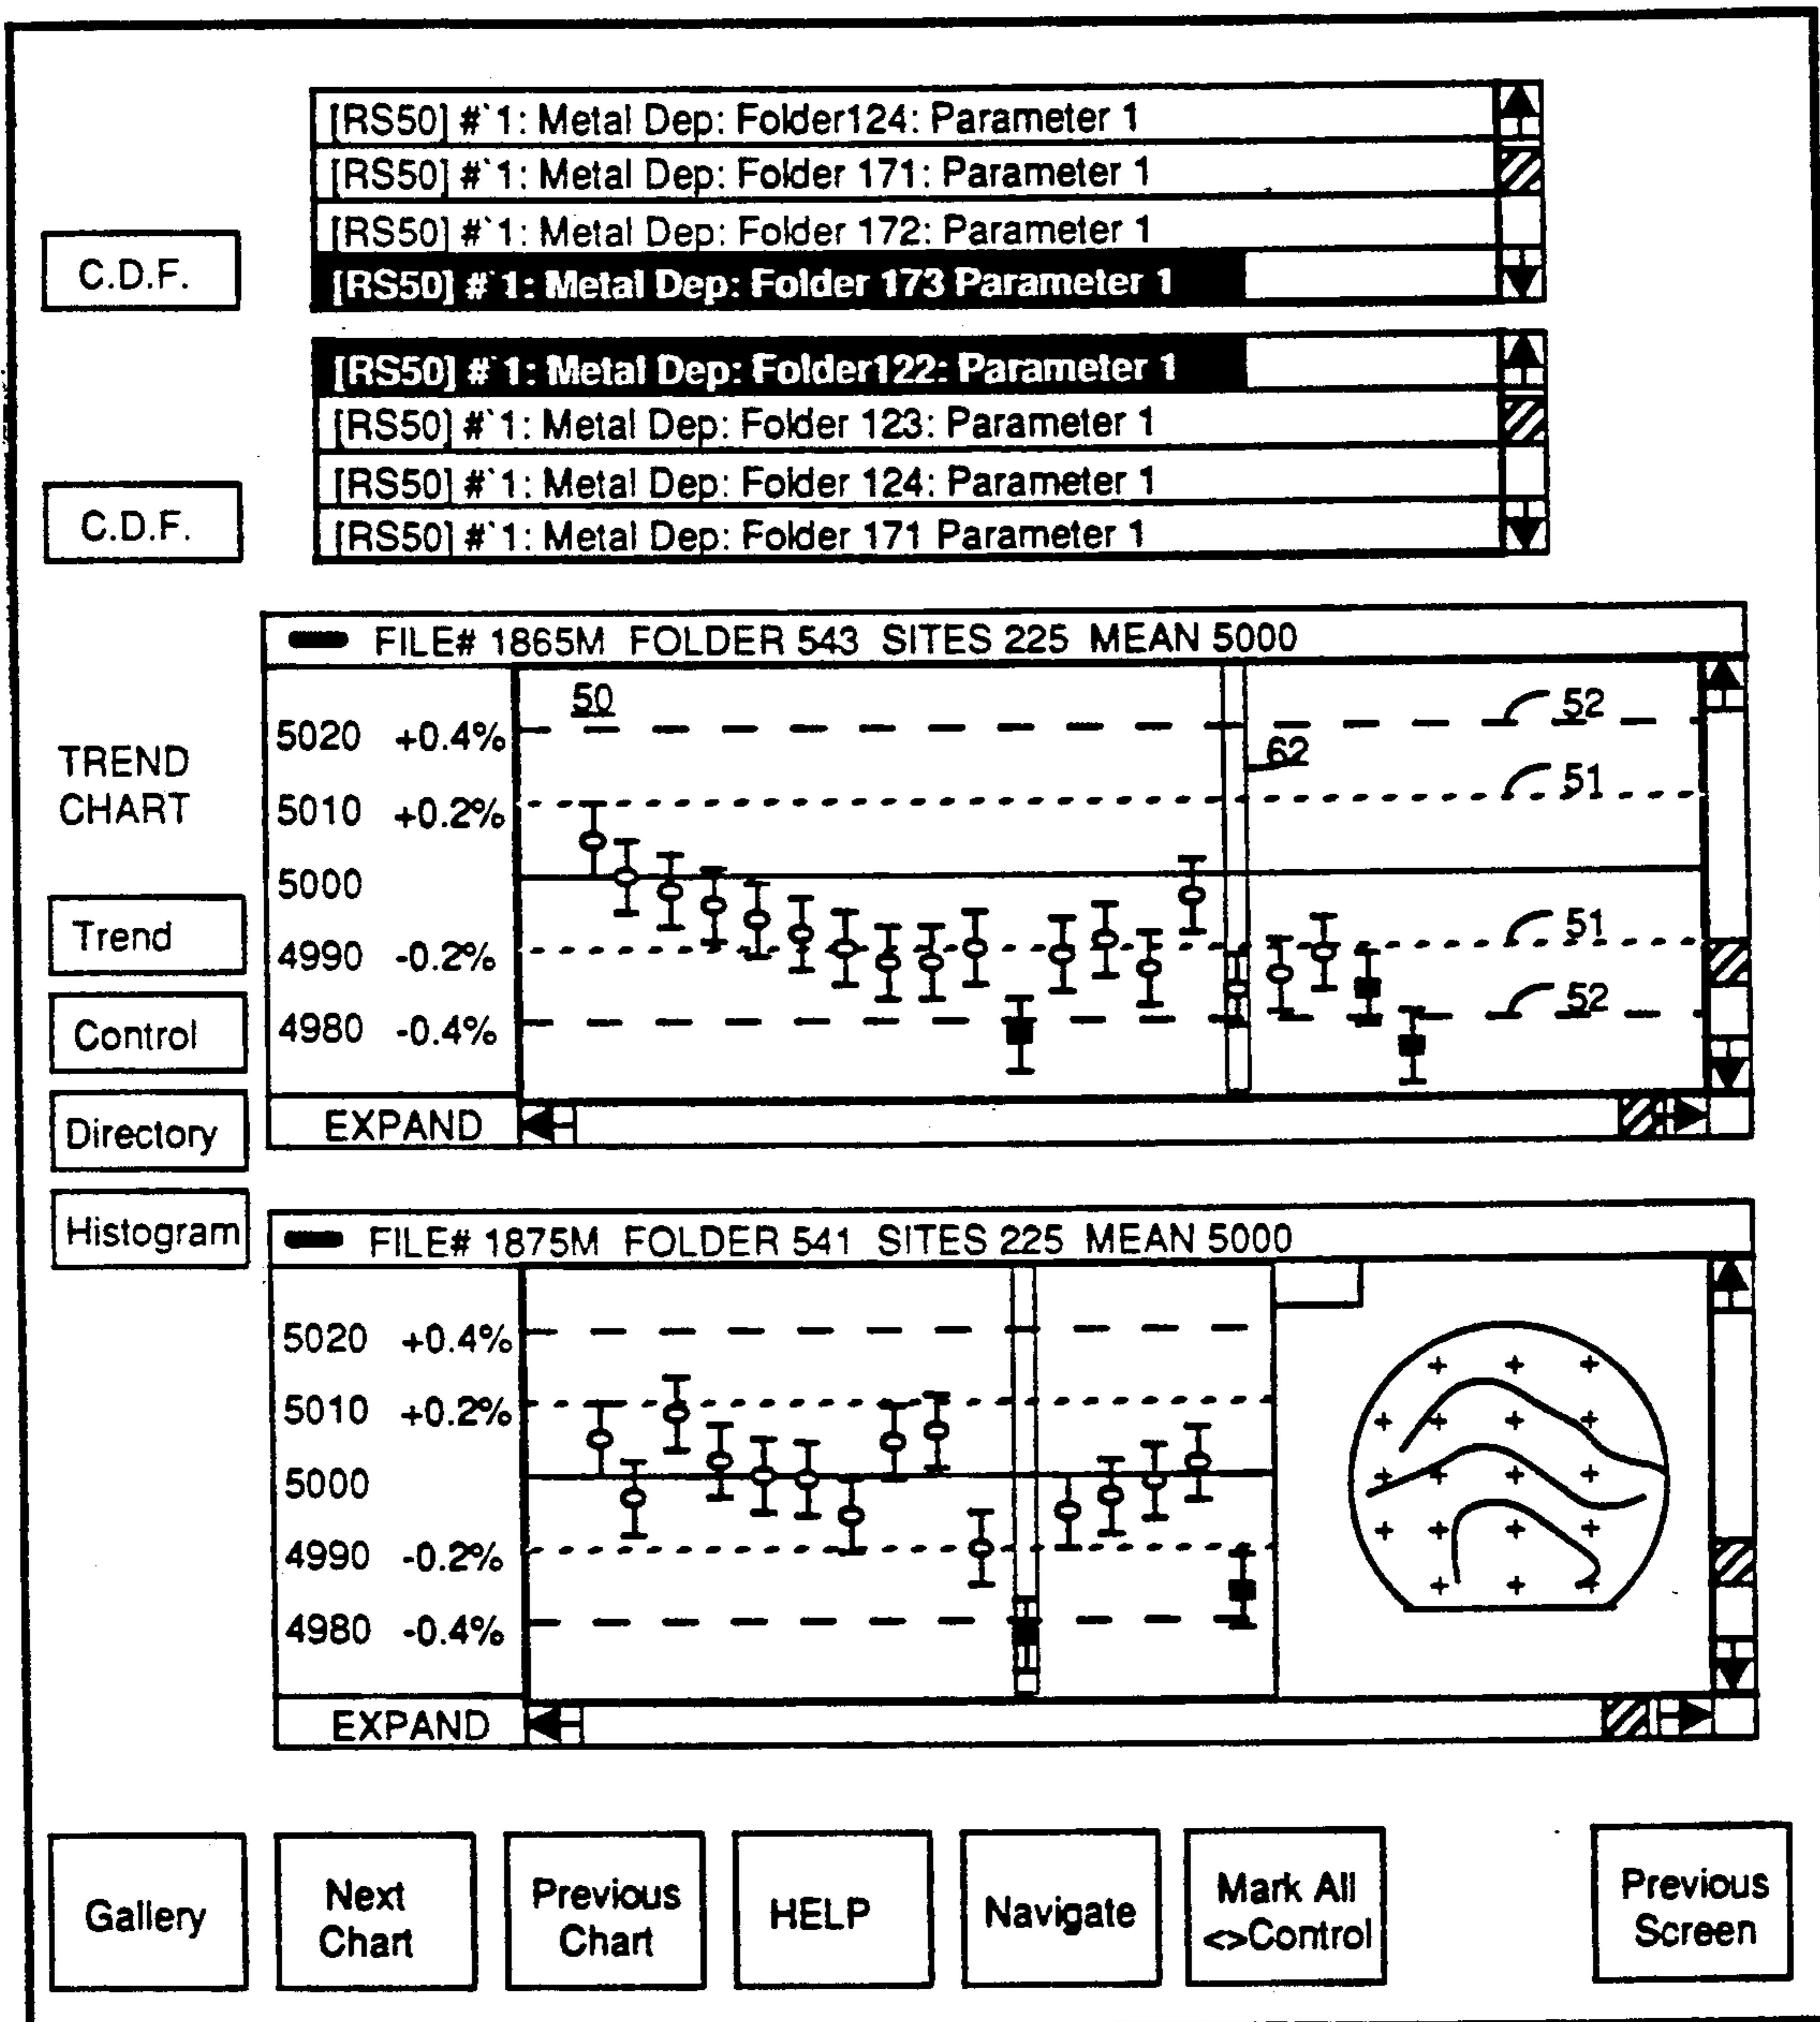 [RS50] #`1: Metal Dep: Folder124: Parameter 1
[RS50] #`1: Metal Dep: Folder 171: Parameter 1
[RS50] #`1: Metal Dep: Folder 172: Parameter 1
C.D.F.
[RS50] #`1: Metal Dep: Folder 173 Parameter 1
[RS50] #`1: Metal Dep: Folder122: Parameter 1
[RS50] #`1: Metal Dep: Folder 123: Parameter 1
[RS50] #`1: Metal Dep: Folder 124: Parameter 1
C.D.F.
[RS50] #`1: Metal Dep: Folder 171 Parameter 1
FILE# 1865M FOLDER 543 SITES 225 MEAN 5000
50
52
5020 +0.4%
62
TREND
CHART
51
5010 +0.2%
5000
Trend
51
4990 -0.2%
52
4980 -0.4%
Control
EXPAND
Directory
Histogram
FILE# 1875M FOLDER 541 SITES 225 MEAN 5000
5020 +0.4%
5010 +0.2%
5000
4990 -0.2%
4980 -0.4%
EXPAND
Gallery
Next
Chart
Previous
Chart
HELP
Navigate
Mark All
<>Control
Previous
Screen